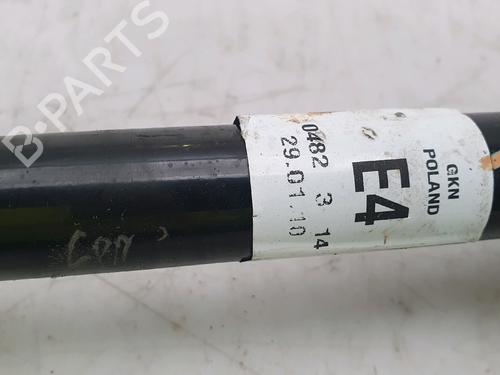 B-PARTS
0482 3 14
29.01.10
E4
GKN
POLAND